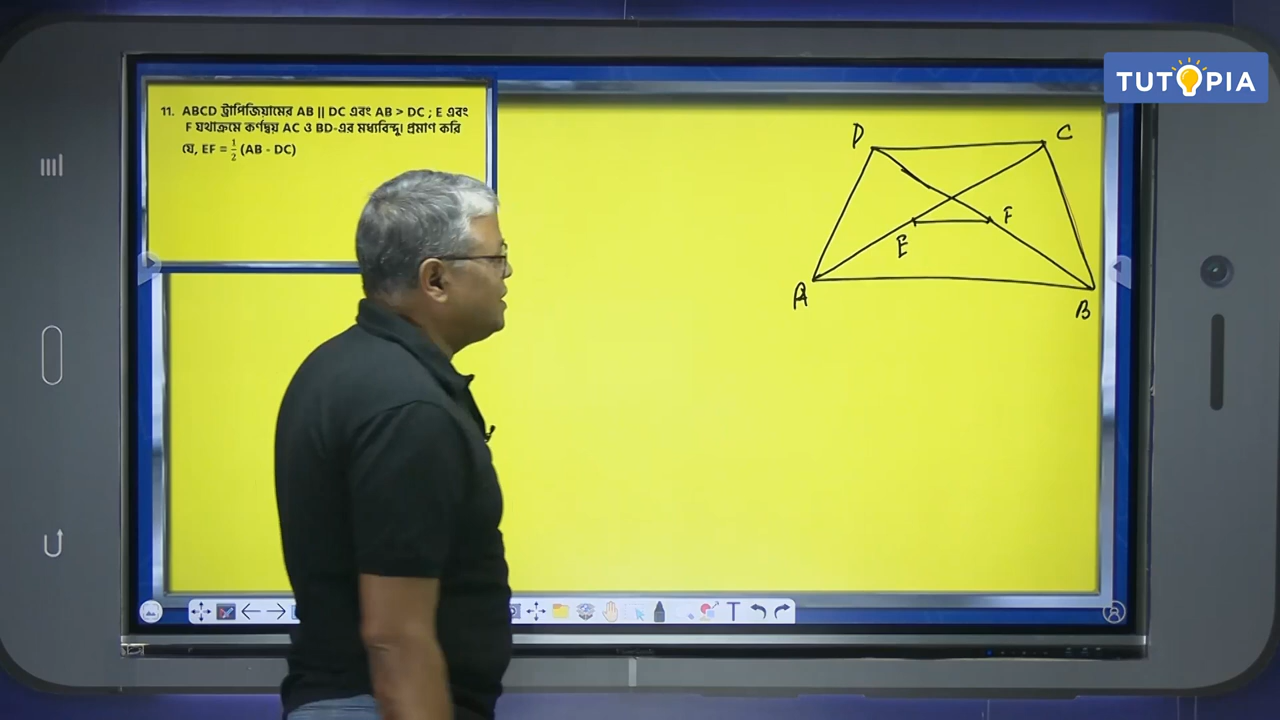 TUTOPIA
11. ABCD ট্রাপিজিয়ামের AB || DC এবং AB > DC ; E এবং
F যথাক্রমে কর্ণদ্বয় AC ও BD-এর মধ্যবিন্দু। প্রমাণ করি
যে, EF = 1/2 (AB - DC)
D C
E F
A B
T